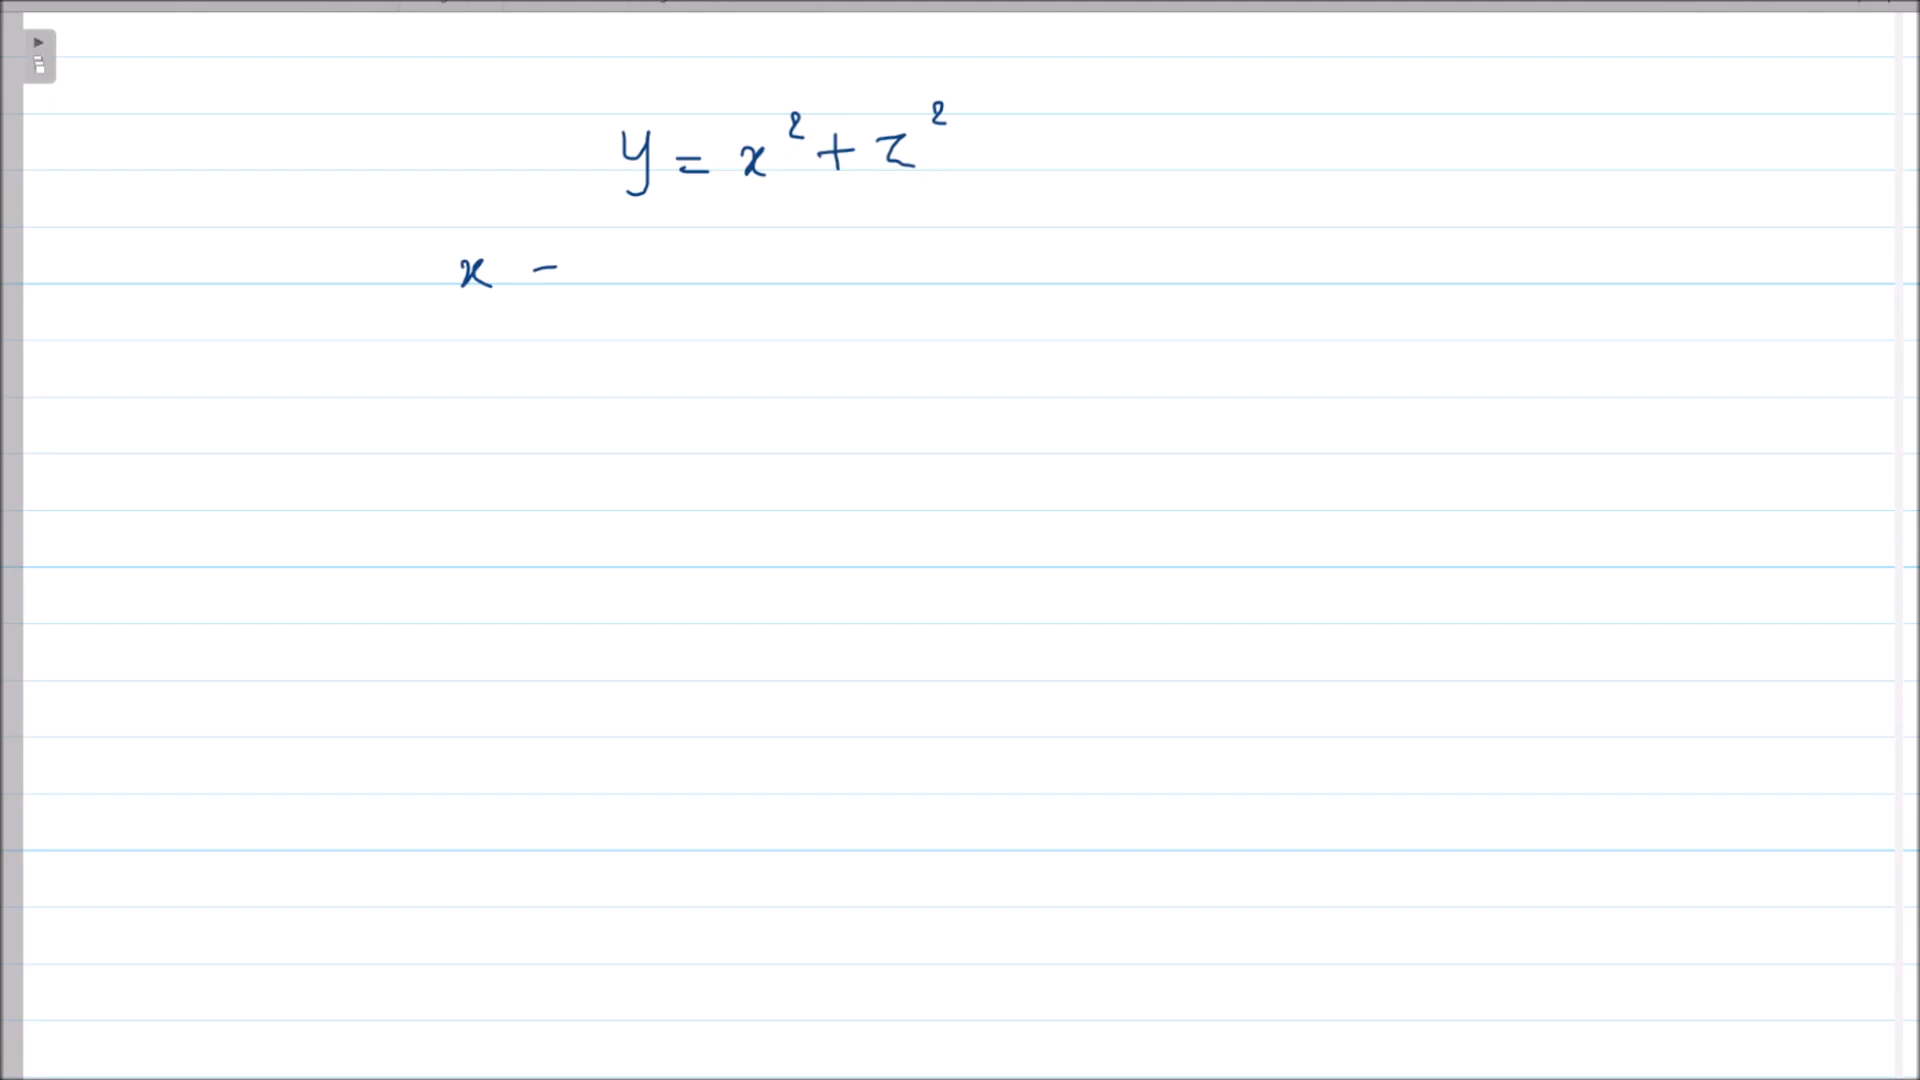 y = x² + z²
x -